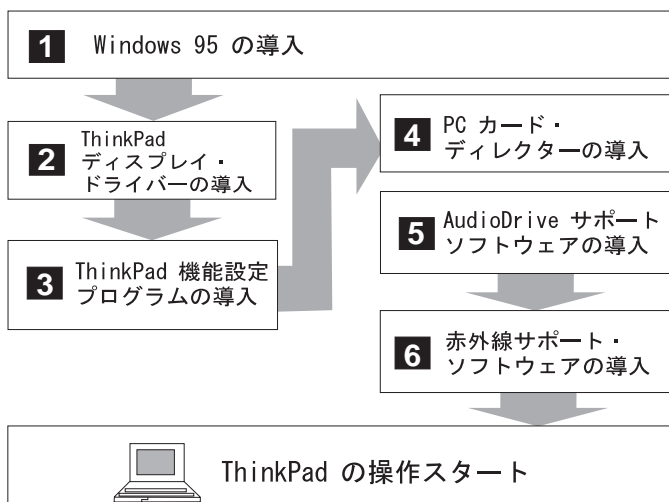 1 Windows 95 の導入
2 ThinkPad
ディスプレイ・
ドライバーの導入
3 ThinkPad 機能設定
プログラムの導入
4 PC カード・
ディレクターの導入
5 AudioDrive サポート
ソフトウェアの導入
6 赤外線サポート・
ソフトウェアの導入
ThinkPad の操作スタート